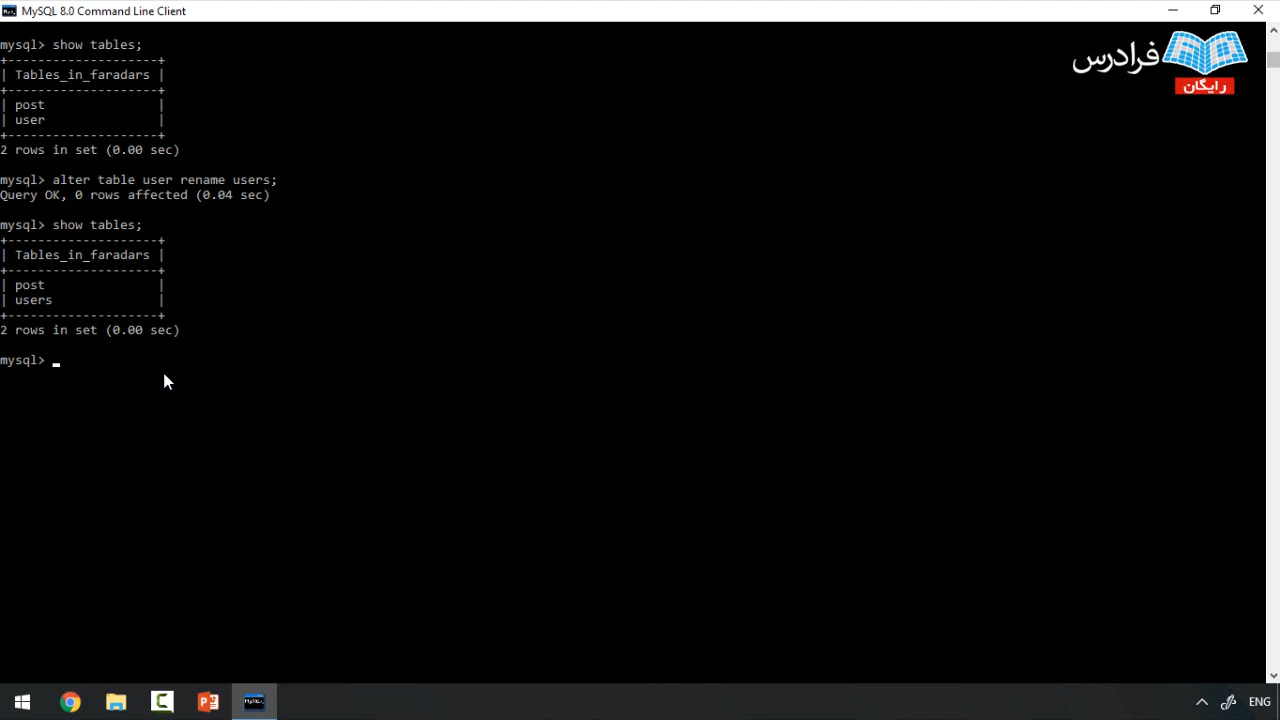 MySQL 8.0 Command Line Client
mysql> show tables;
+--------------------+
| Tables_in_faradars |
+--------------------+
| post               |
| user               |
+--------------------+
2 rows in set (0.00 sec)
mysql> alter table user rename users;
Query OK, 0 rows affected (0.04 sec)
mysql> show tables;
+--------------------+
| Tables_in_faradars |
+--------------------+
| post               |
| users              |
+--------------------+
2 rows in set (0.00 sec)
mysql> _
فرادرس
رایگان
ENG